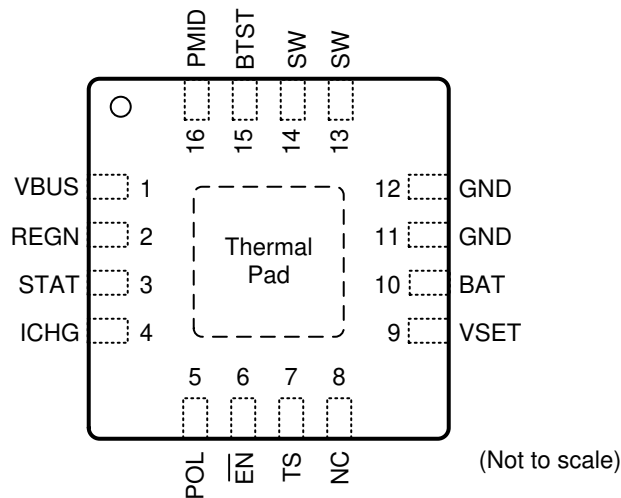 PMID
BTST
SW
SW
16
15
14
13
VBUS 1
REGN 2
STAT 3
ICHG 4
Thermal
Pad
12 GND
11 GND
10 BAT
9 VSET
5
6
7
8
POL
E̅N̅
TS
NC
(Not to scale)